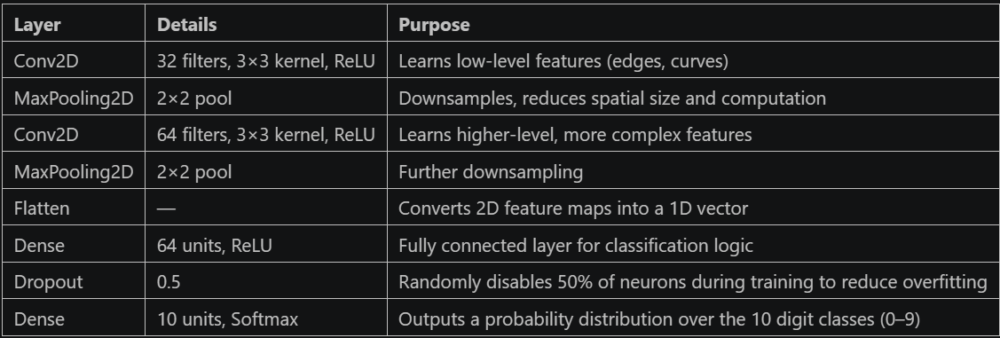 Layer Details Purpose
Conv2D 32 filters, 3×3 kernel, ReLU Learns low-level features (edges, curves)
MaxPooling2D 2×2 pool Downsamples, reduces spatial size and computation
Conv2D 64 filters, 3×3 kernel, ReLU Learns higher-level, more complex features
MaxPooling2D 2×2 pool Further downsampling
Flatten — Converts 2D feature maps into a 1D vector
Dense 64 units, ReLU Fully connected layer for classification logic
Dropout 0.5 Randomly disables 50% of neurons during training to reduce overfitting
Dense 10 units, Softmax Outputs a probability distribution over the 10 digit classes (0–9)